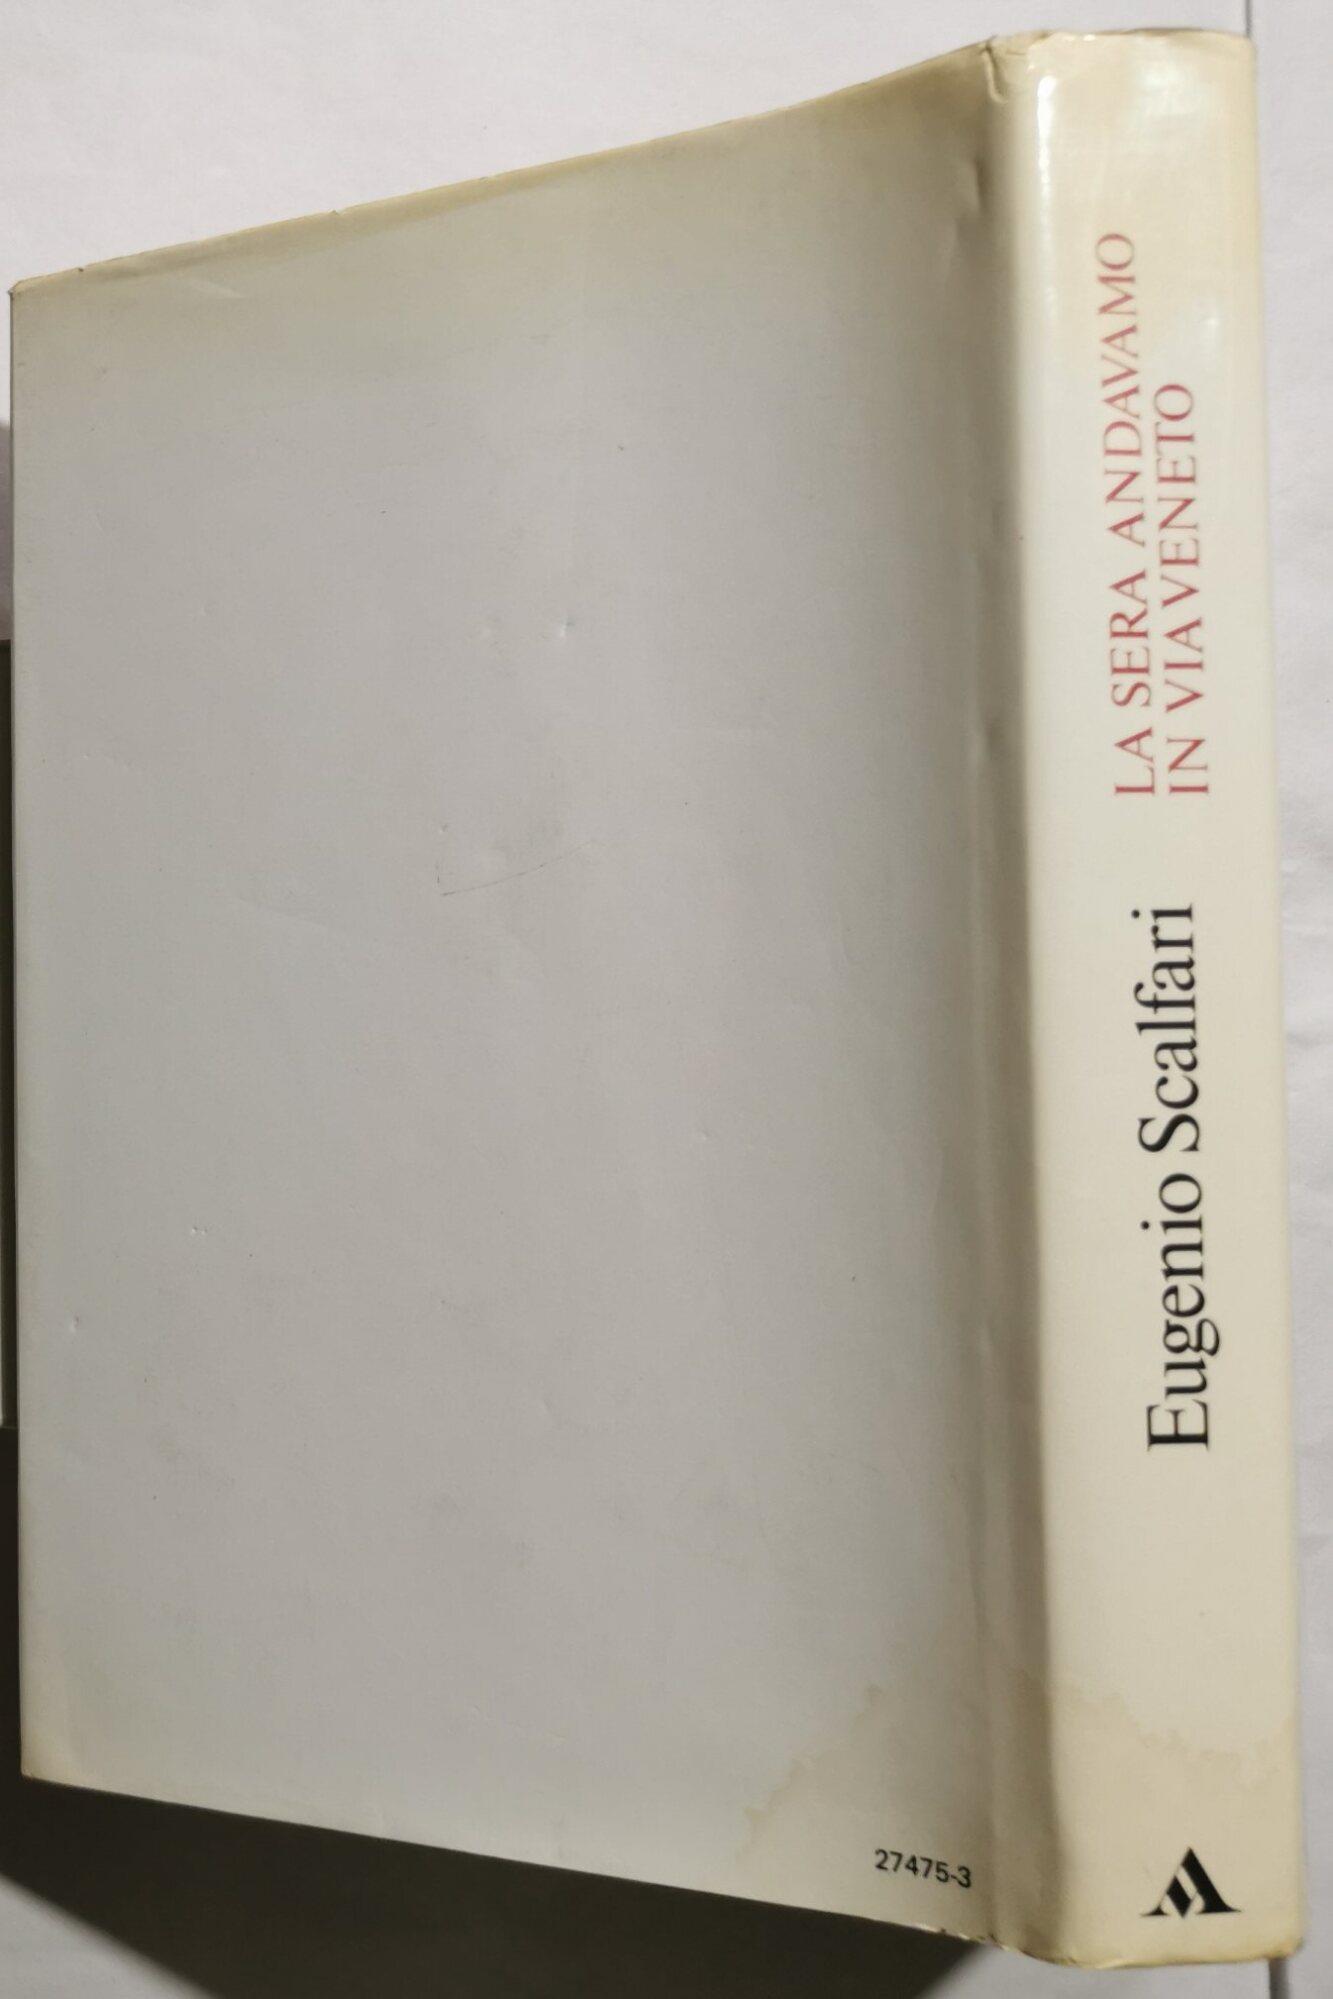 LA SERA ANDAVAMO
IN VIA VENETO
Eugenio Scalfari
27475-3